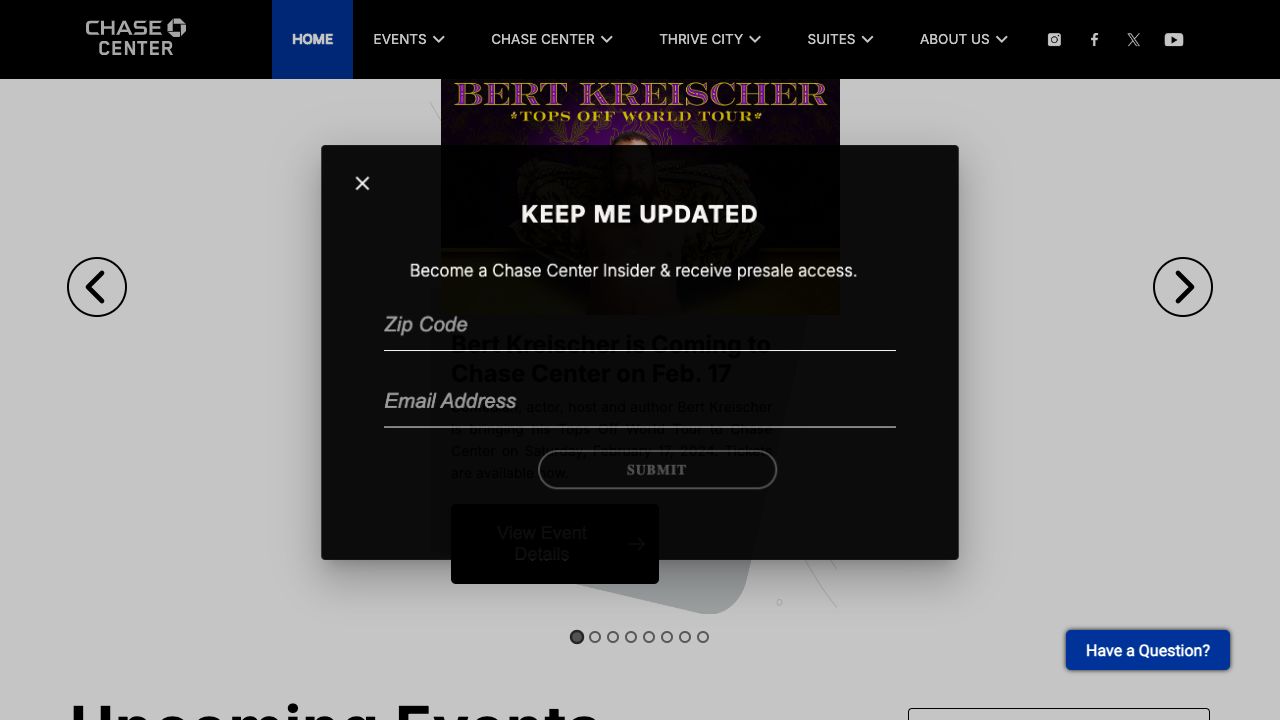 CHASE
CENTER
HOME
EVENTS
CHASE CENTER
THRIVE CITY
SUITES
ABOUT US
BERT KREISCHER
TOPS OFF WORLD TOUR
KEEP ME UPDATED
Become a Chase Center Insider & receive presale access.
Zip Code
Bert Kreischer is Coming to
Chase Center on Feb. 17
Email Address
actor, host and author Bert Kreischer
is bringing his Tops Off World Tour to Chase
Center on Saturday, February 17, 2024. Tickets
are available now.
SUBMIT
View Event
Details
Have a Question?
Upcoming Events